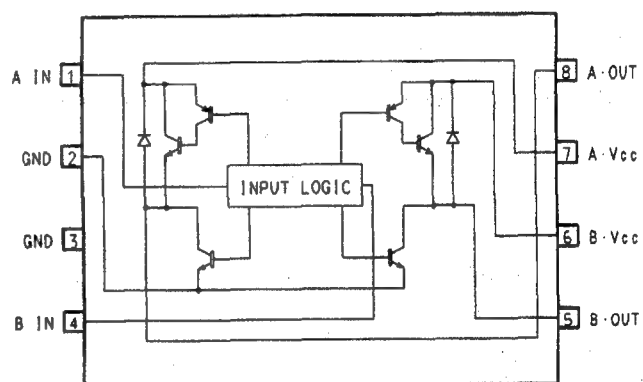 A IN 1
GND 2
GND 3
B IN 4
INPUT LOGIC
8 A·OUT
7 A·Vcc
6 B·Vcc
5 B·OUT